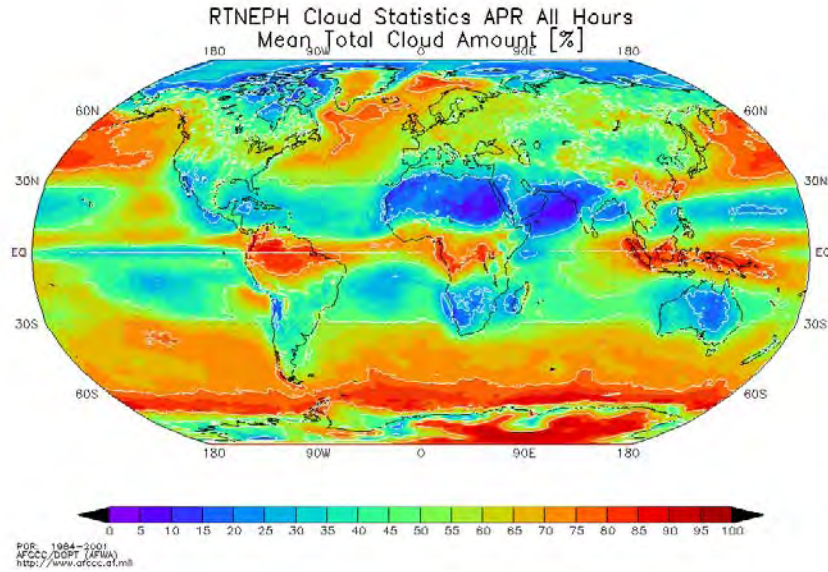 RTNEPH Cloud Statistics APR All Hours
Mean Total Cloud Amount [%]
180 90W 0 90E 180
60N 60N
30N 30N
EQ EQ
30S 30S
60S 60S
180 90W 0 90E 180
0 5 10 15 20 25 30 35 40 45 50 55 60 65 70 75 80 85 90 95 100
POR: 1984-2001
AFCCC/DOPT (AFWA)
http://www.afccc.af.mil